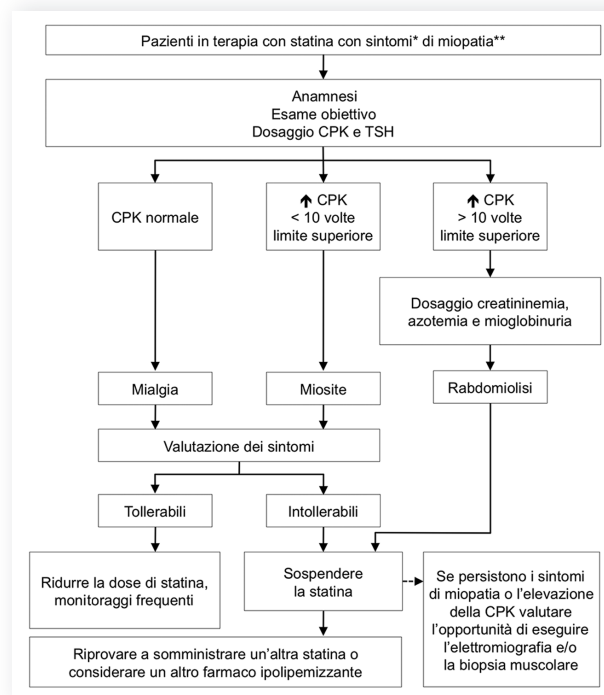 Pazienti in terapia con statina con sintomi* di miopatia**
Anamnesi
Esame obiettivo
Dosaggio CPK e TSH
CPK normale
🡹 CPK
< 10 volte
limite superiore
🡹 CPK
> 10 volte
limite superiore
Dosaggio creatininemia,
azotemia e mioglobinuria
Mialgia
Miosite
Rabdomiolisi
Valutazione dei sintomi
Tollerabili
Intollerabili
Ridurre la dose di statina,
monitoraggi frequenti
Sospendere
la statina
Se persistono i sintomi
di miopatia o l’elevazione
della CPK valutare
l’opportunità di eseguire
l’elettromiografia e/o
la biopsia muscolare
Riprovare a somministrare un’altra statina o
considerare un altro farmaco ipolipemizzante